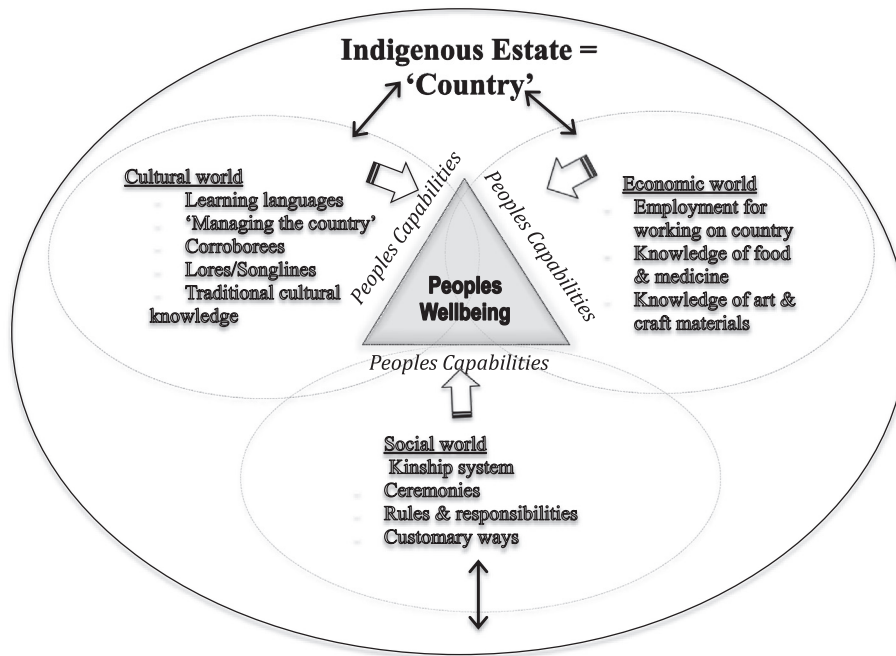 Indigenous Estate =
‘Country’
Cultural world
Learning languages
‘Managing the country’
Corroborees
Lores/Songlines
Traditional cultural
knowledge
Peoples Capabilities
Peoples Capabilities
Economic world
Employment for
working on country
Knowledge of food
& medicine
Knowledge of art &
craft materials
Peoples
Wellbeing
Peoples Capabilities
Social world
Kinship system
Ceremonies
Rules & responsibilities
Customary ways